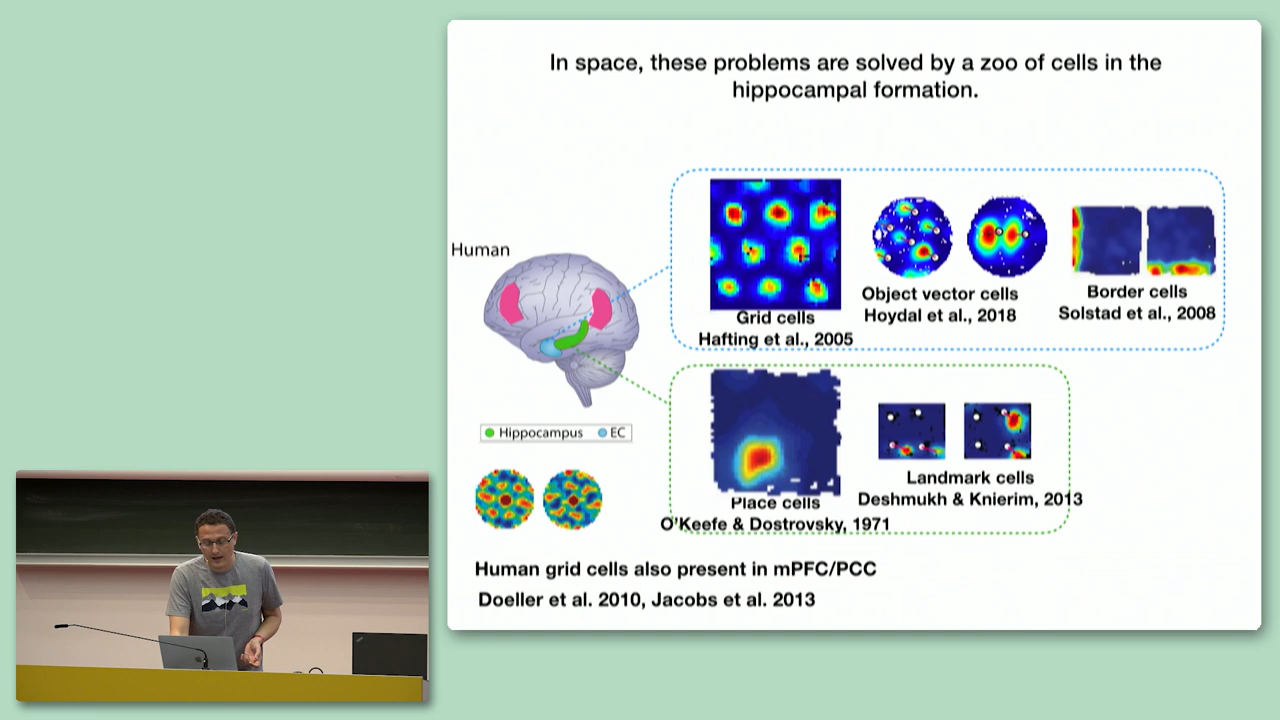 In space, these problems are solved by a zoo of cells in the
hippocampal formation.
Human
Grid cells
Hafting et al., 2005
Object vector cells
Hoydal et al., 2018
Border cells
Solstad et al., 2008
Hippocampus
EC
Place cells
O'Keefe & Dostrovsky, 1971
Landmark cells
Deshmukh & Knierim, 2013
Human grid cells also present in mPFC/PCC
Doeller et al. 2010, Jacobs et al. 2013